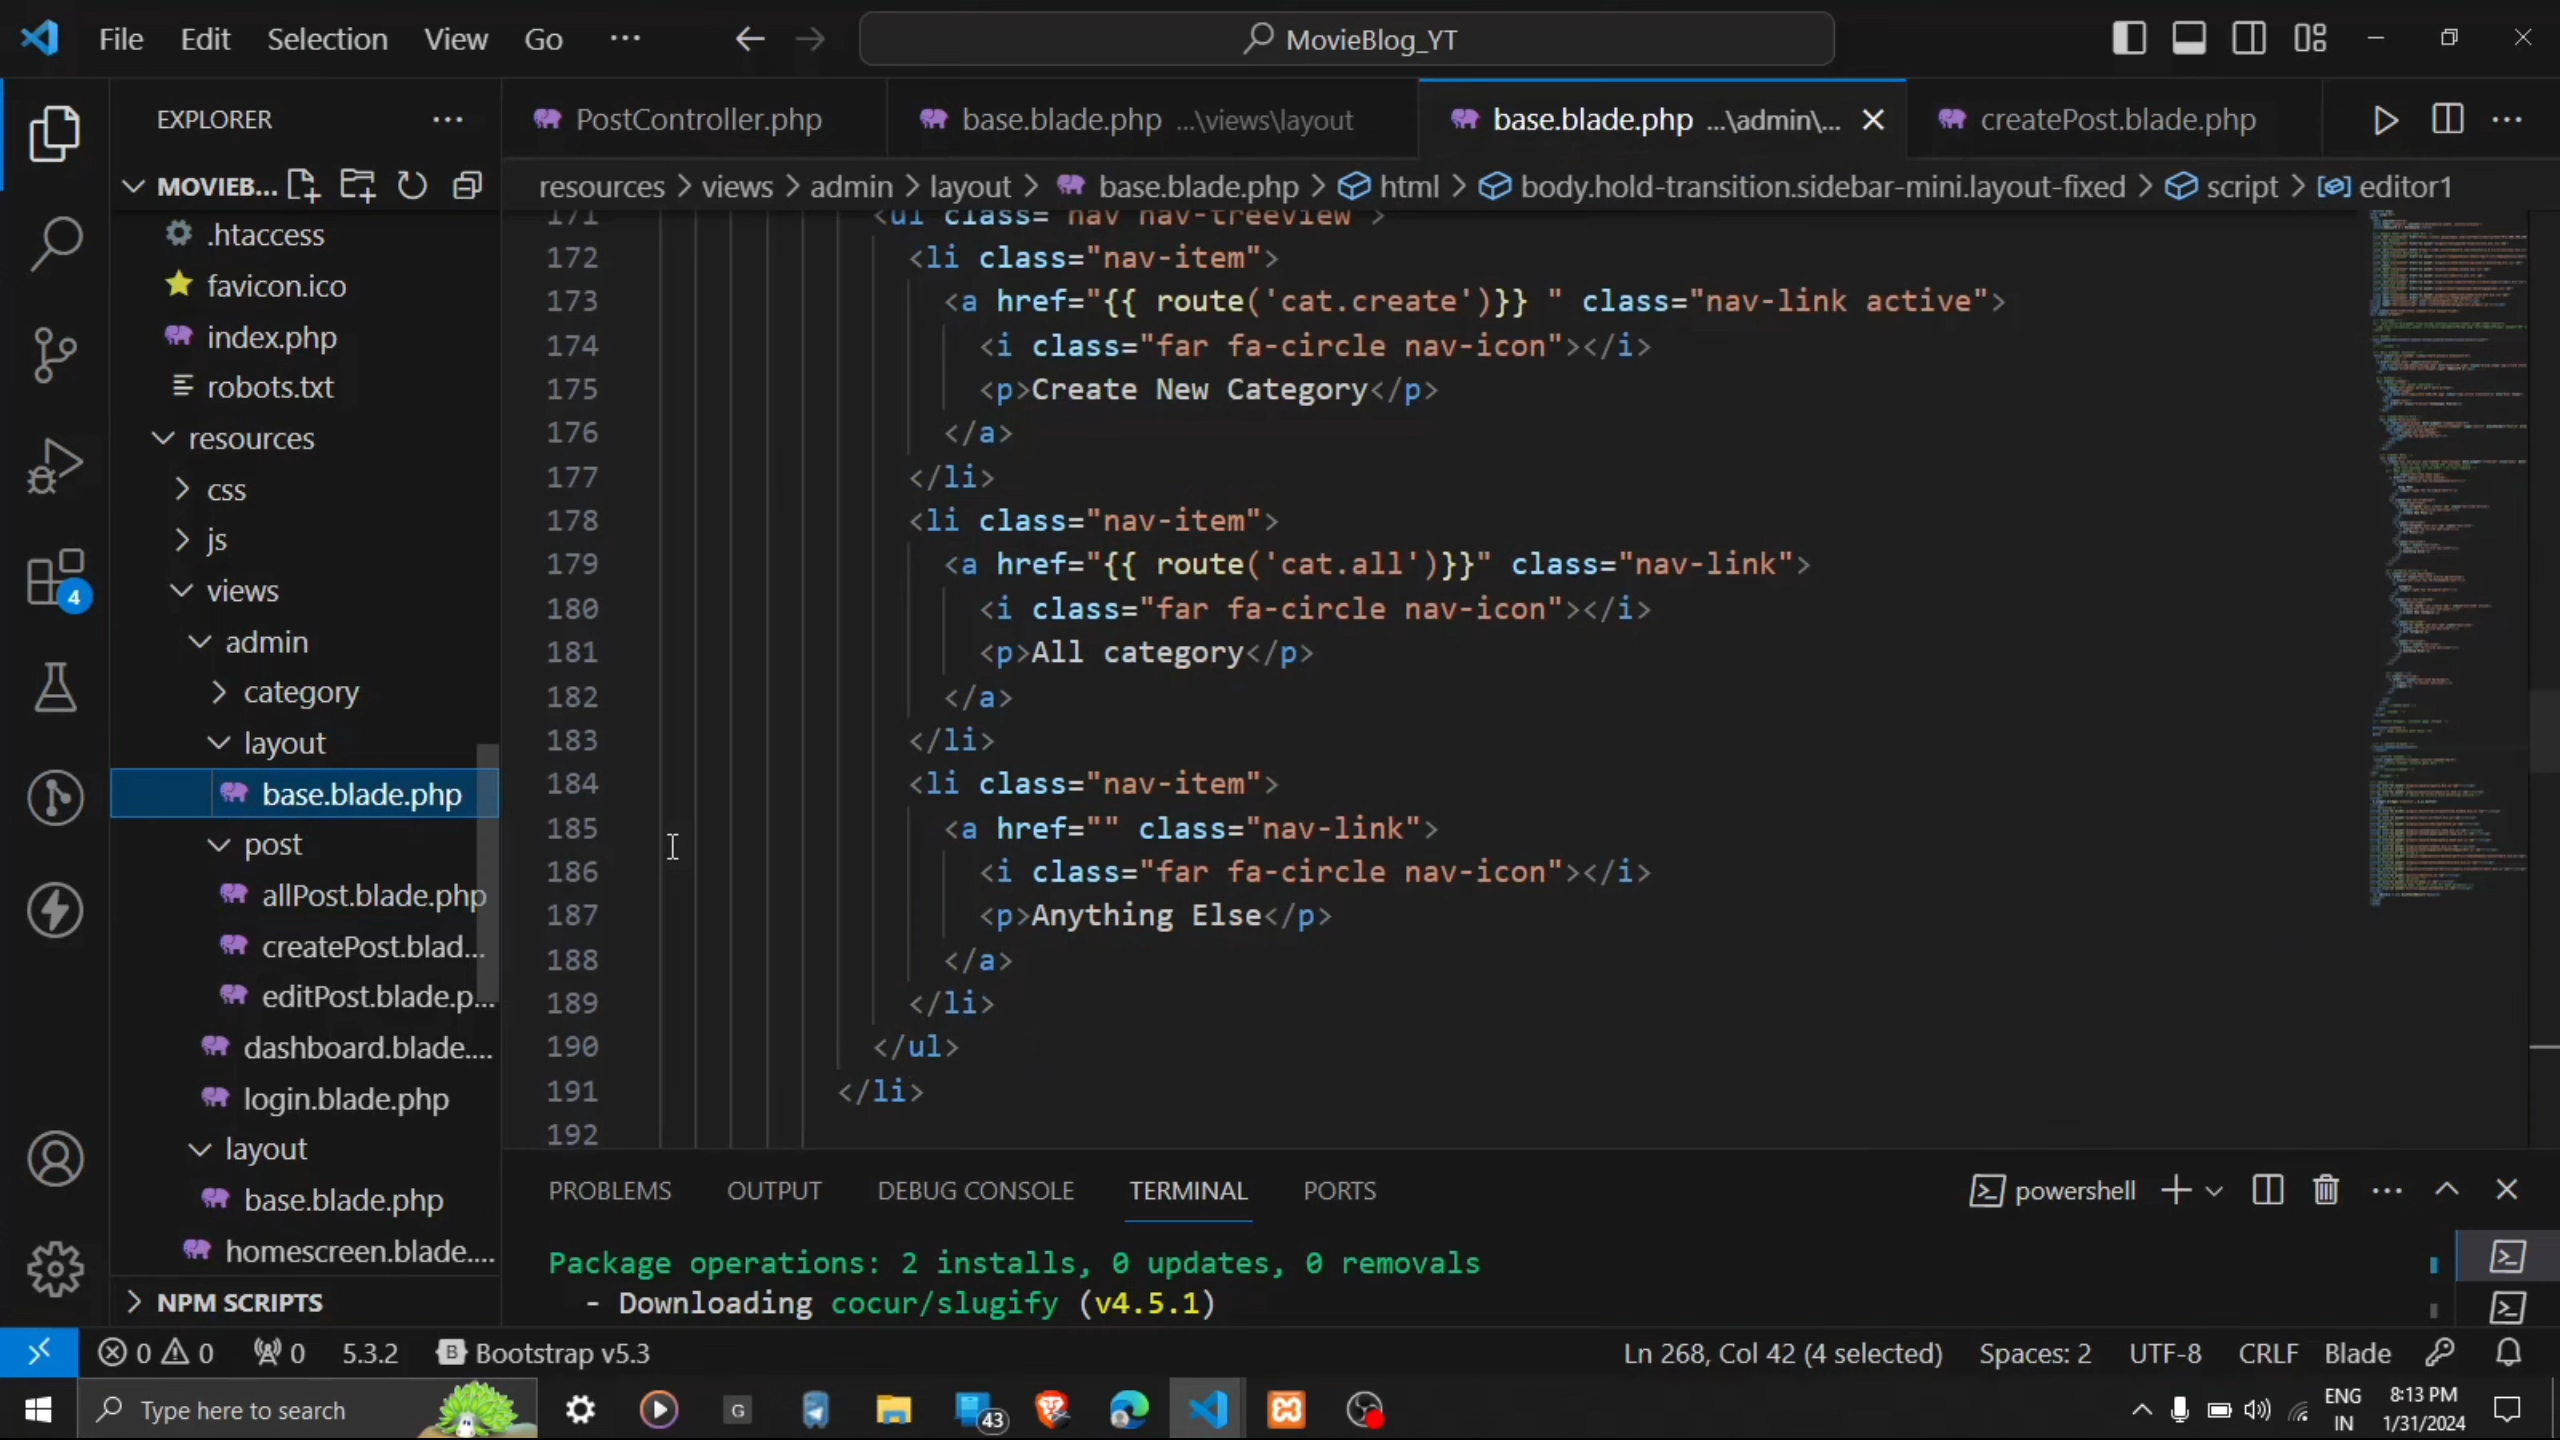 File Edit Selection View Go ··· MovieBlog_YT
EXPLORER ···
PostController.php base.blade.php ...\views\layout base.blade.php ...\admin\... createPost.blade.php
MOVIEB...
resources > views > admin > layout > base.blade.php > html > body.hold-transition.sidebar-mini.layout-fixed > script > editor1
.htaccess
favicon.ico
index.php
robots.txt
resources
css
js
views
admin
category
layout
base.blade.php
post
allPost.blade.php
createPost.blad...
editPost.blade.p...
dashboard.blade....
login.blade.php
layout
base.blade.php
homescreen.blade....
NPM SCRIPTS
171 <ul class="nav nav-treeview">
172 <li class="nav-item">
173 <a href="{{ route('cat.create')}} " class="nav-link active">
174 <i class="far fa-circle nav-icon"></i>
175 <p>Create New Category</p>
176 </a>
177 </li>
178 <li class="nav-item">
179 <a href="{{ route('cat.all')}}" class="nav-link">
180 <i class="far fa-circle nav-icon"></i>
181 <p>All category</p>
182 </a>
183 </li>
184 <li class="nav-item">
185 <a href="" class="nav-link">
186 <i class="far fa-circle nav-icon"></i>
187 <p>Anything Else</p>
188 </a>
189 </li>
190 </ul>
191 </li>
192
PROBLEMS OUTPUT DEBUG CONSOLE TERMINAL PORTS powershell
Package operations: 2 installs, 0 updates, 0 removals
- Downloading cocur/slugify (v4.5.1)
4
0 0 0 5.3.2 B Bootstrap v5.3 Ln 268, Col 42 (4 selected) Spaces: 2 UTF-8 CRLF Blade
Type here to search G 43 ENG IN 8:13 PM 1/31/2024